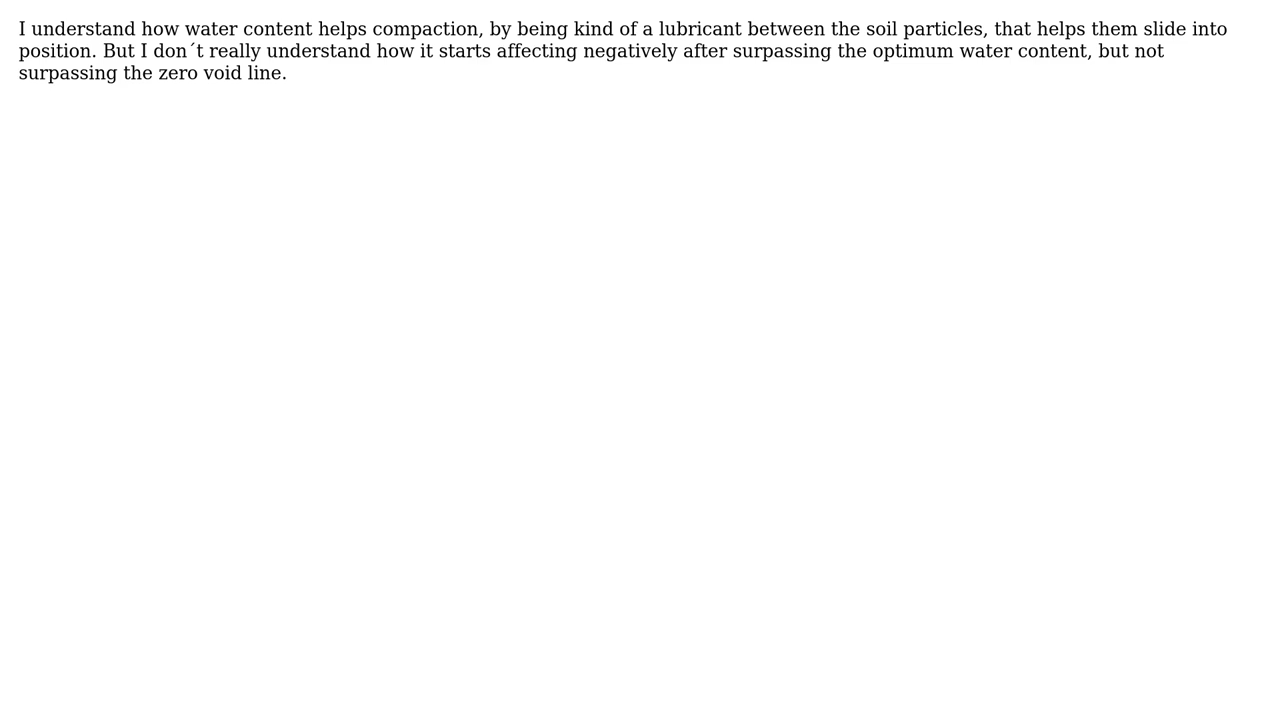 I understand how water content helps compaction, by being kind of a lubricant between the soil particles, that helps them slide into
position. But I don´t really understand how it starts affecting negatively after surpassing the optimum water content, but not
surpassing the zero void line.